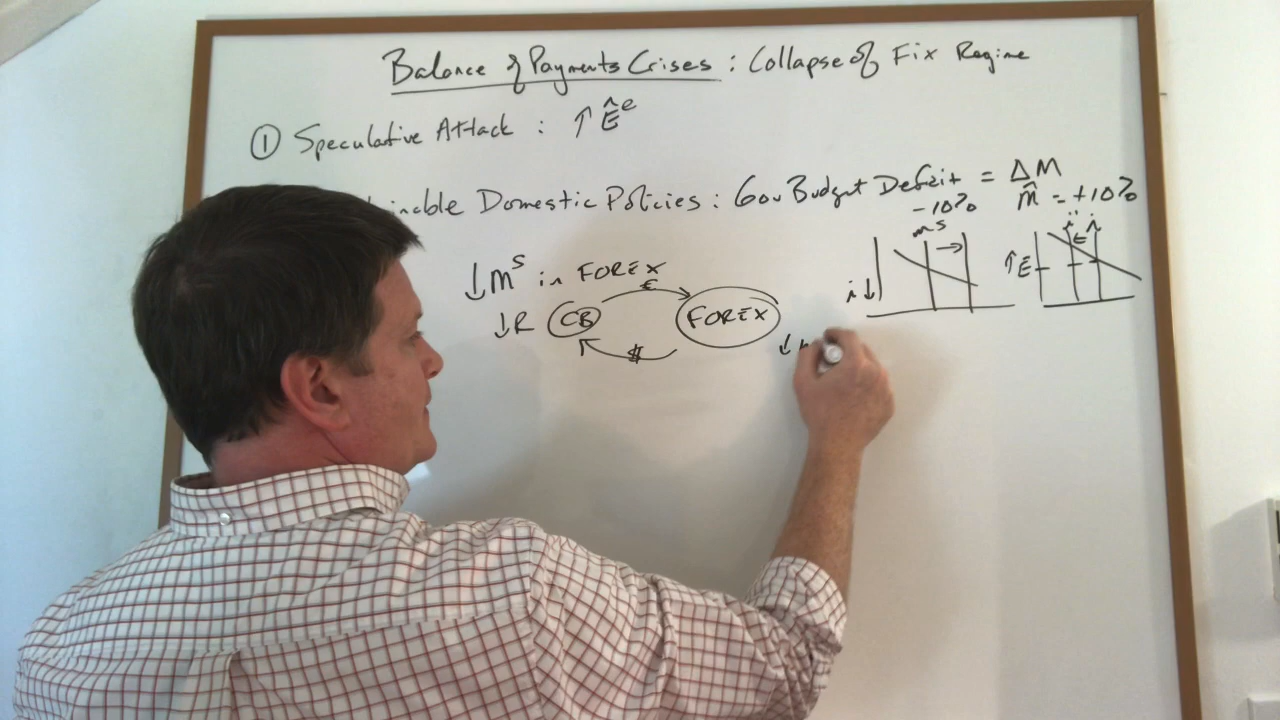 Balance of Payments Crises : Collapse of Fix Regime
① Speculative Attack : ↑ Ê^e
Domestic Policies : Gov Budget Deficit = ΔM
-10% M̂ = +10%
↓M^S in FOREX
M^S
i↓
↑E
€
↓R CB FOREX
$
↓